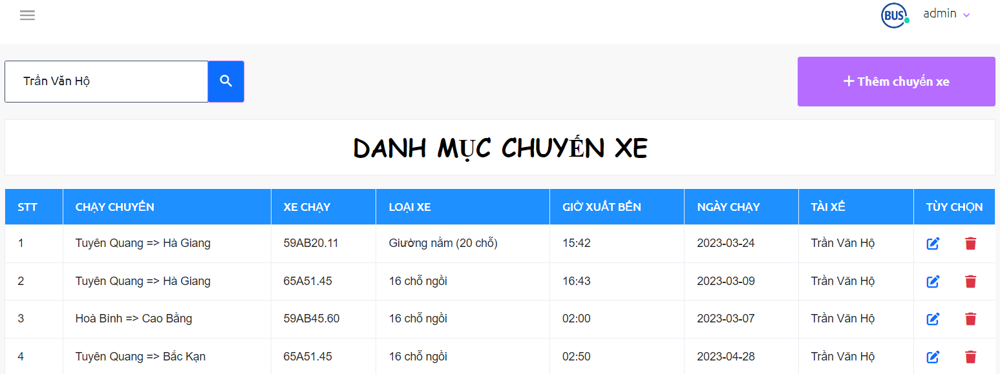 BUS admin
Trần Văn Hộ
Thêm chuyến xe
DANH MỤC CHUYẾN XE
STT CHẠY CHUYẾN XE CHẠY LOẠI XE GIỜ XUẤT BẾN NGÀY CHẠY TÀI XẾ TÙY CHỌN
1 Tuyên Quang => Hà Giang 59AB20.11 Giường nằm (20 chỗ) 15:42 2023-03-24 Trần Văn Hộ
2 Tuyên Quang => Hà Giang 65A51.45 16 chỗ ngồi 16:43 2023-03-09 Trần Văn Hộ
3 Hoà Bình => Cao Bằng 59AB45.60 16 chỗ ngồi 02:00 2023-03-07 Trần Văn Hộ
4 Tuyên Quang => Bắc Kạn 65A51.45 16 chỗ ngồi 02:50 2023-04-28 Trần Văn Hộ